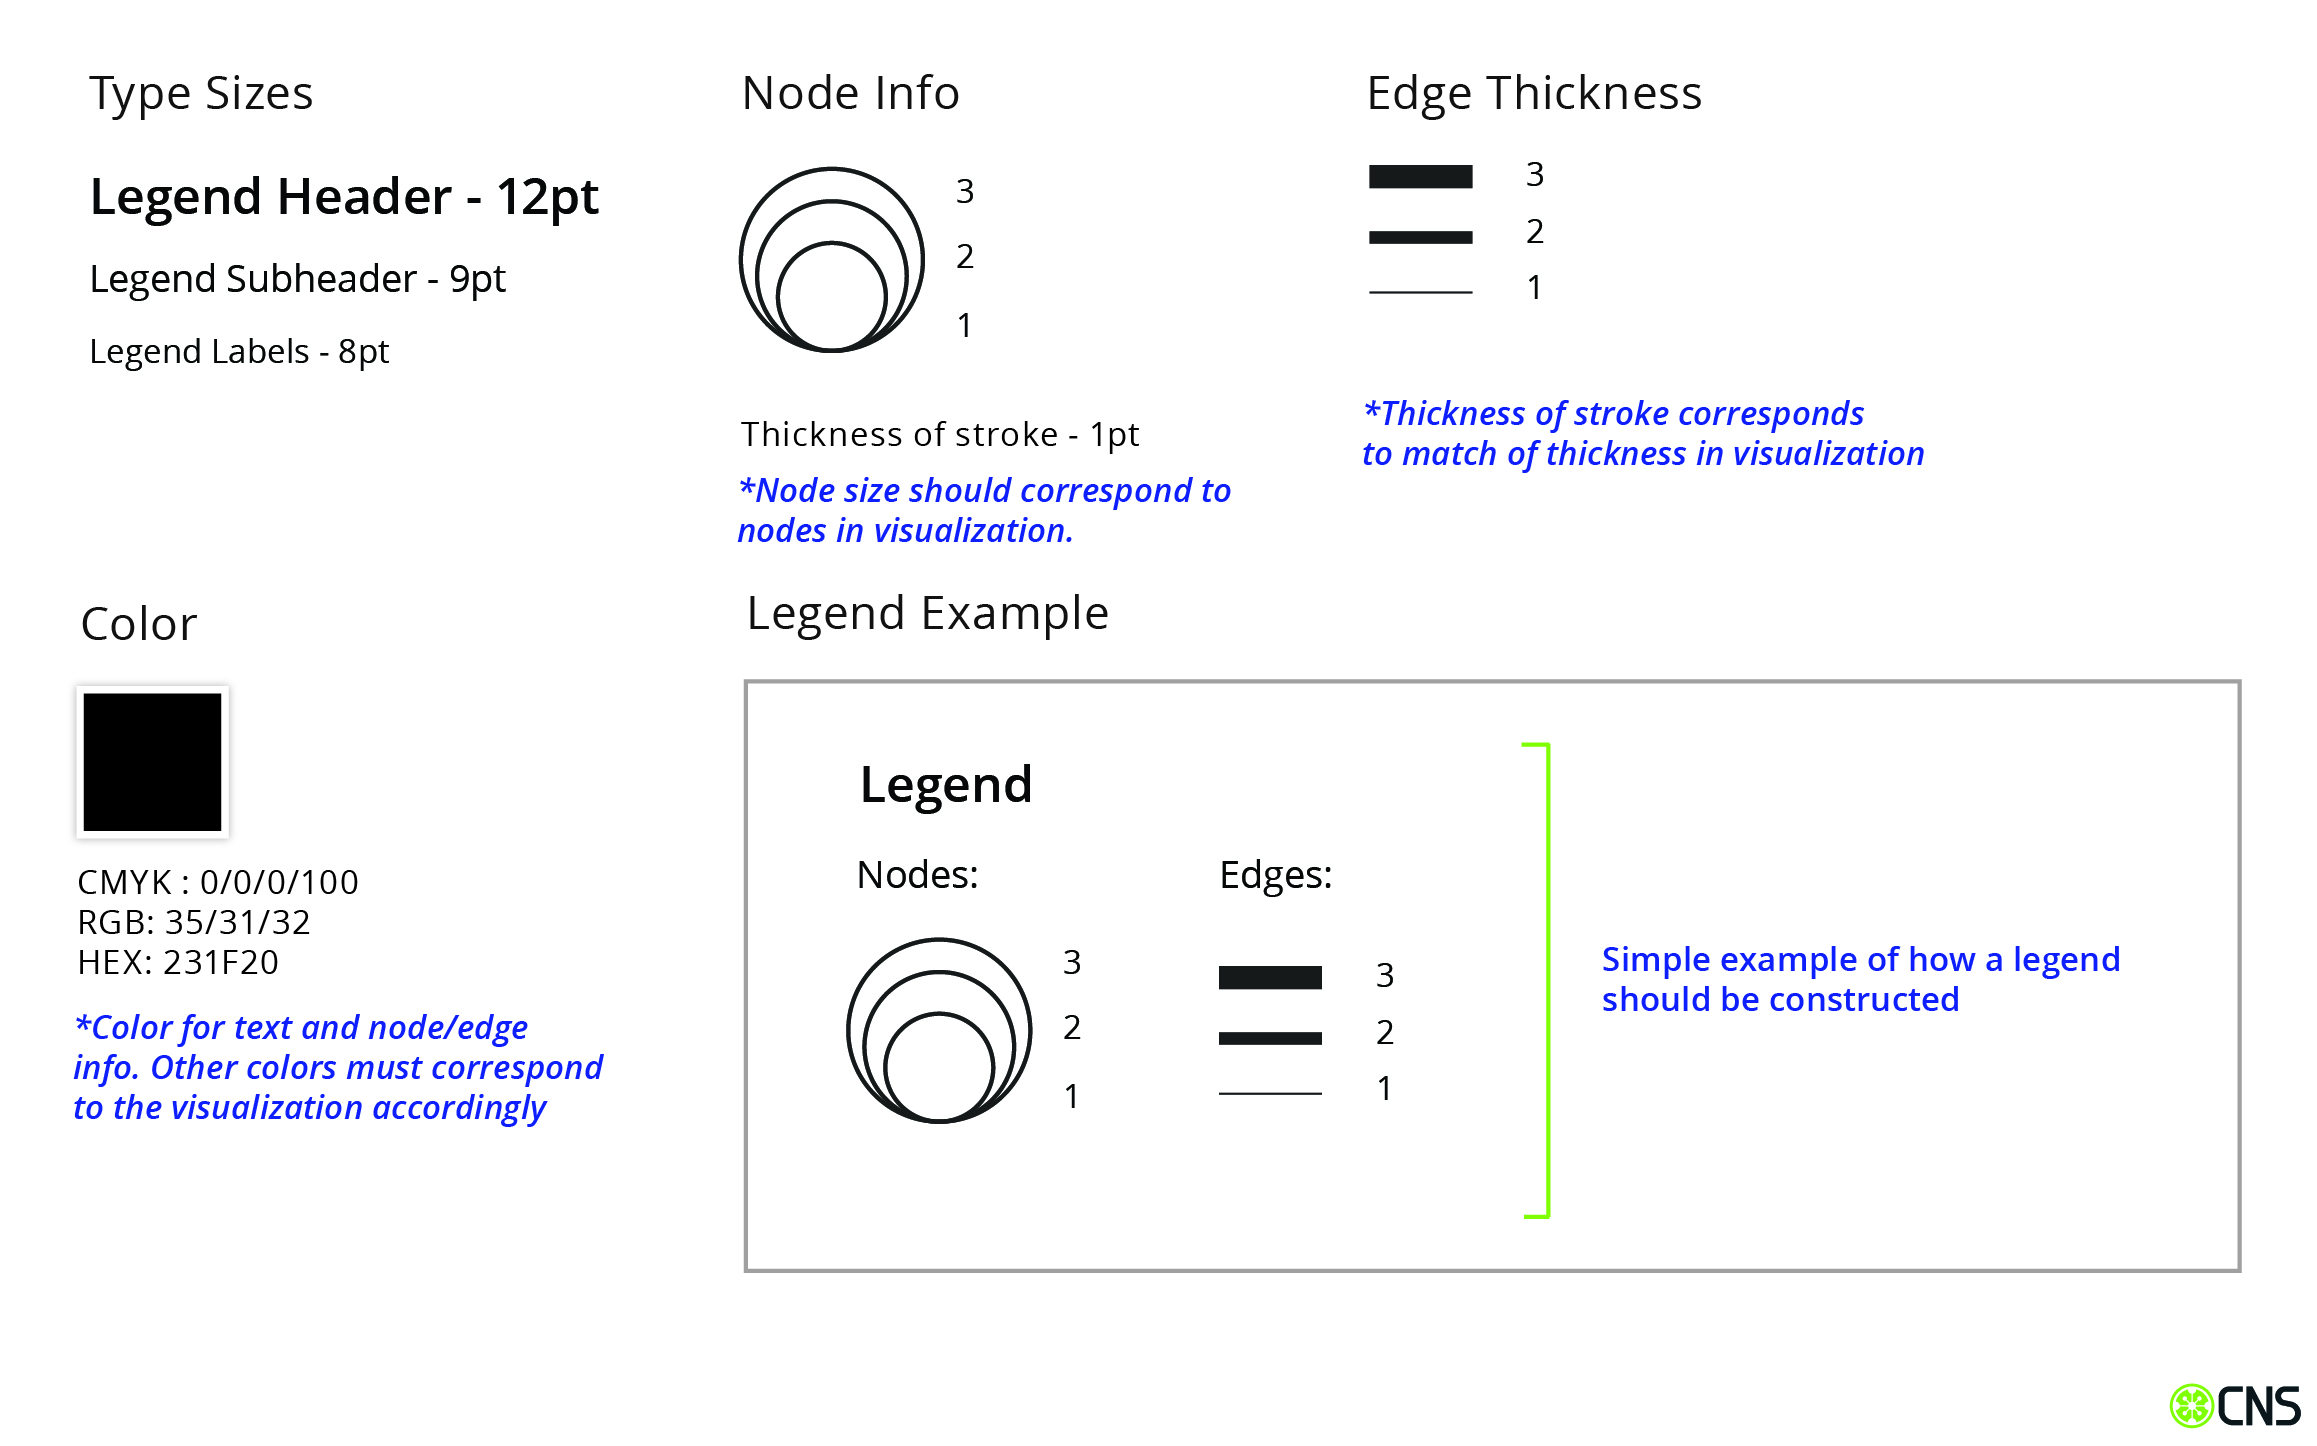 Type Sizes
Legend Header - 12pt
Legend Subheader - 9pt
Legend Labels - 8pt
Node Info
3
2
1
Thickness of stroke - 1pt
*Node size should correspond to
nodes in visualization.
Edge Thickness
3
2
1
*Thickness of stroke corresponds
to match of thickness in visualization
Color
CMYK : 0/0/0/100
RGB: 35/31/32
HEX: 231F20
*Color for text and node/edge
info. Other colors must correspond
to the visualization accordingly
Legend Example
Legend
Nodes:
3
2
1
Edges:
3
2
1
Simple example of how a legend
should be constructed
CNS